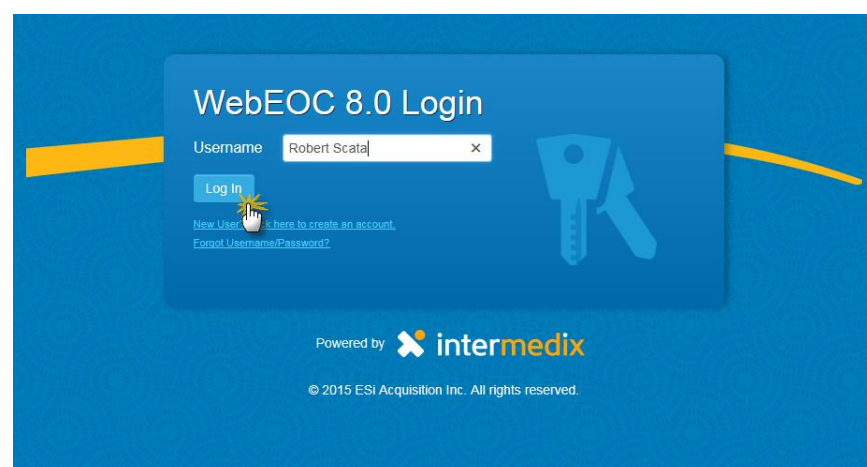 WebEOC 8.0 Login
Username Robert Scata
Log In
New User k here to create an account.
Forgot Username/Password?
Powered by intermedix
© 2015 ESi Acquisition Inc. All rights reserved.